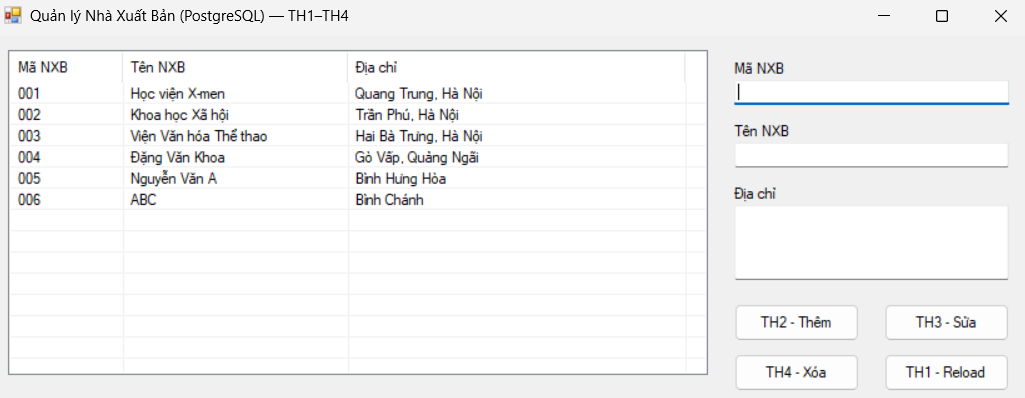 Quản lý Nhà Xuất Bản (PostgreSQL) — TH1–TH4
Mã NXB Tên NXB Địa chỉ
001 Học viện X-men Quang Trung, Hà Nội
002 Khoa học Xã hội Trần Phú, Hà Nội
003 Viện Văn hóa Thể thao Hai Bà Trưng, Hà Nội
004 Đặng Văn Khoa Gò Vấp, Quảng Ngãi
005 Nguyễn Văn A Bình Hưng Hòa
006 ABC Bình Chánh
Mã NXB
Tên NXB
Địa chỉ
TH2 - Thêm TH3 - Sửa
TH4 - Xóa TH1 - Reload